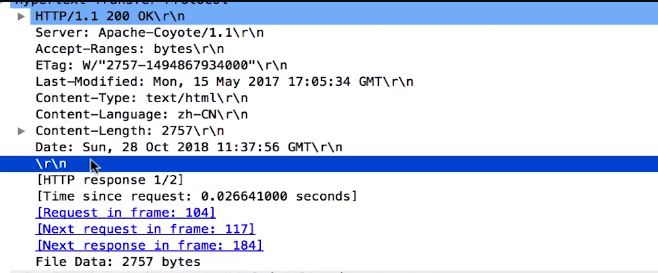 Hypertext Transfer Protocol
HTTP/1.1 200 OK\r\n
Server: Apache-Coyote/1.1\r\n
Accept-Ranges: bytes\r\n
ETag: W/"2757-1494867934000"\r\n
Last-Modified: Mon, 15 May 2017 17:05:34 GMT\r\n
Content-Type: text/html\r\n
Content-Language: zh-CN\r\n
Content-Length: 2757\r\n
Date: Sun, 28 Oct 2018 11:37:56 GMT\r\n
\r\n
[HTTP response 1/2]
[Time since request: 0.026641000 seconds]
[Request in frame: 104]
[Next request in frame: 117]
[Next response in frame: 184]
File Data: 2757 bytes